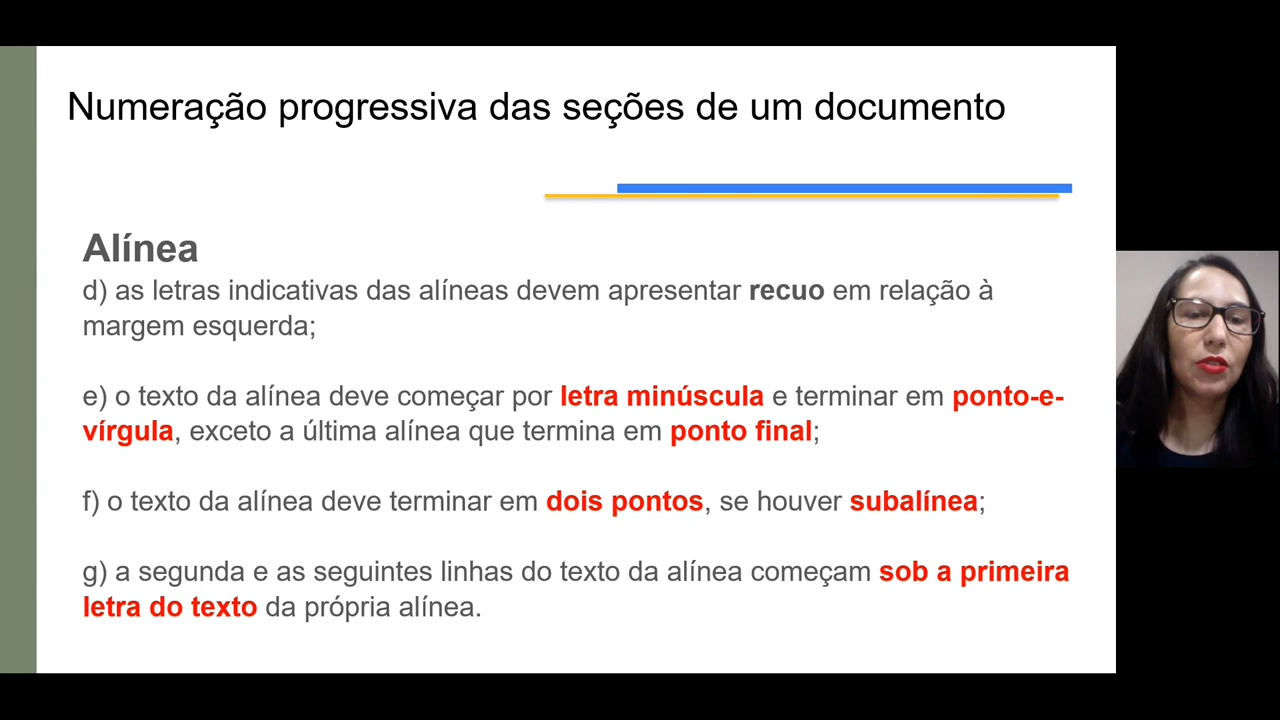 Numeração progressiva das seções de um documento
Alínea
d) as letras indicativas das alíneas devem apresentar recuo em relação à
margem esquerda;
e) o texto da alínea deve começar por letra minúscula e terminar em ponto-e-
vírgula, exceto a última alínea que termina em ponto final;
f) o texto da alínea deve terminar em dois pontos, se houver subalínea;
g) a segunda e as seguintes linhas do texto da alínea começam sob a primeira
letra do texto da própria alínea.